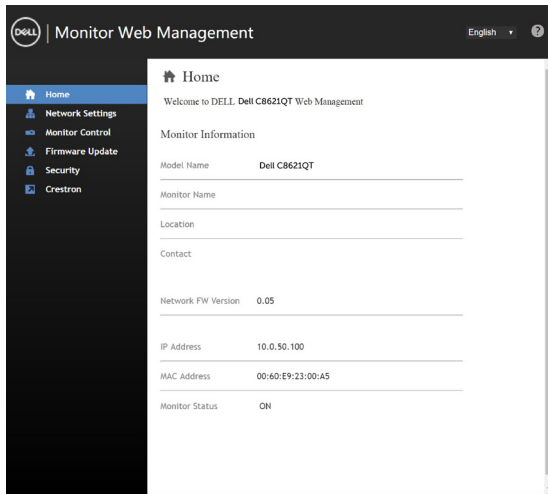 DELL | Monitor Web Management
English
?
Home
Network Settings
Monitor Control
Firmware Update
Security
Crestron
Home
Welcome to DELL Dell C8621QT Web Management
Monitor Information
Model Name Dell C8621QT
Monitor Name
Location
Contact
Network FW Version 0.05
IP Address 10.0.50.100
MAC Address 00:60:E9:23:00:A5
Monitor Status ON